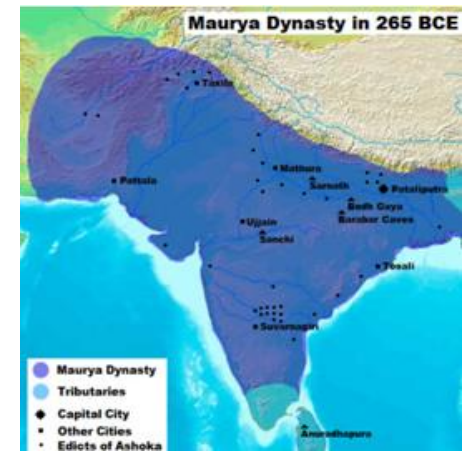 Maurya Dynasty in 265 BCE
Taxila
Mathura
Pattala
Sarnath
Pataliputra
Bodh Gaya
Barabar Caves
Ujjain
Sanchi
Tosali
Suvarnagiri
Maurya Dynasty
Tributaries
Capital City
Other Cities
Edicts of Ashoka
Anuradhapura